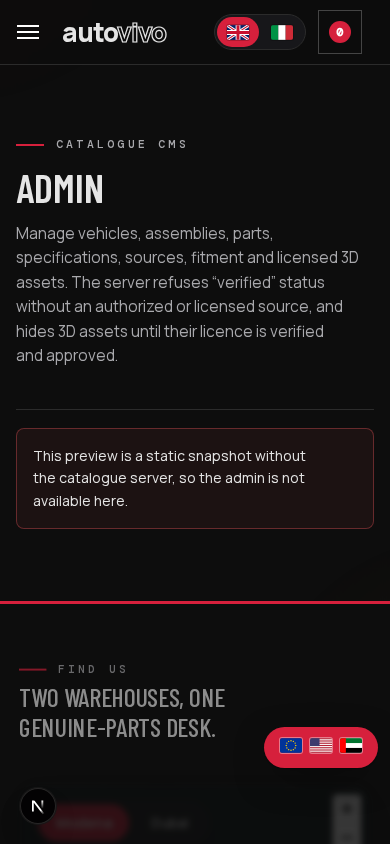 autovivo
0
CATALOGUE CMS
ADMIN
Manage vehicles, assemblies, parts,
specifications, sources, fitment and licensed 3D
assets. The server refuses “verified” status
without an authorized or licensed source, and
hides 3D assets until their licence is verified
and approved.
This preview is a static snapshot without
the catalogue server, so the admin is not
available here.
FIND US
TWO WAREHOUSES, ONE
GENUINE-PARTS DESK.
N